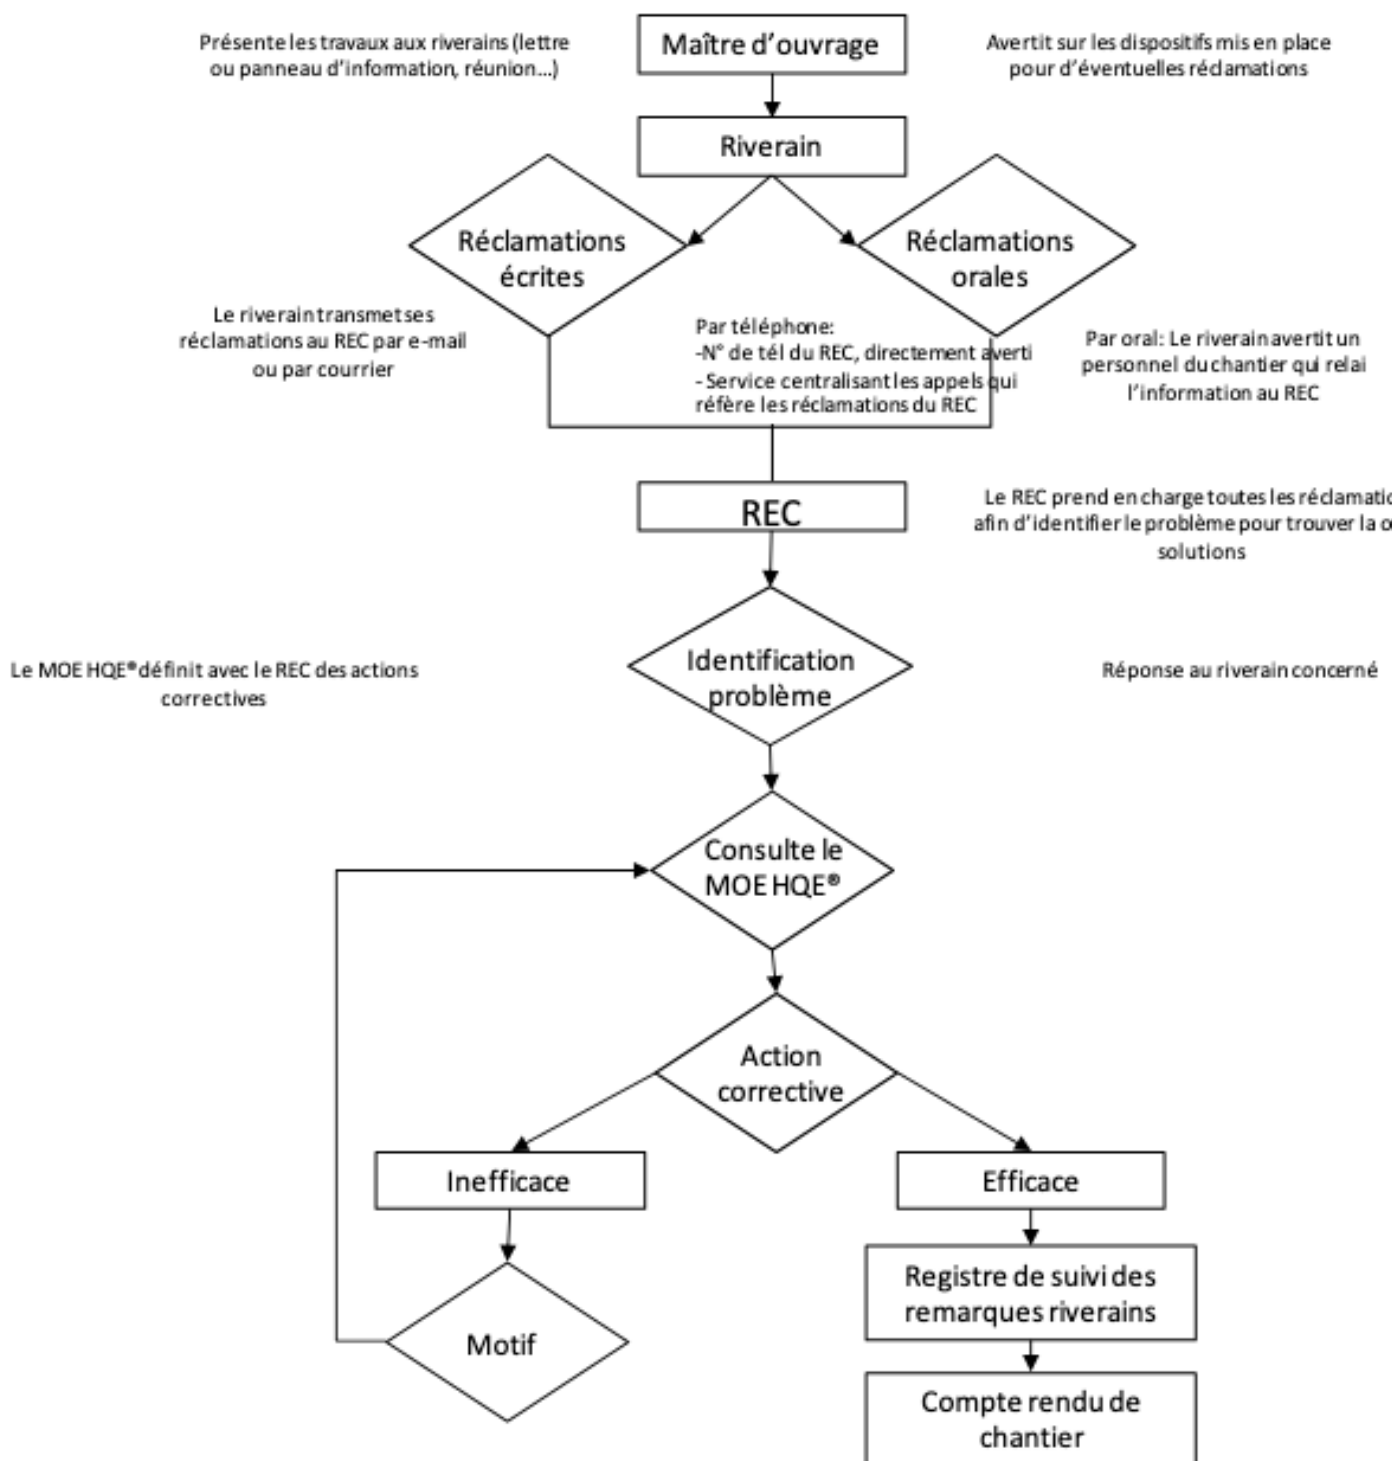 Présente les travaux aux riverains (lettre
ou panneau d'information, réunion...)
Maître d'ouvrage
Avertit sur les dispositifs mis en place
pour d'éventuelles réclamations
Riverain
Réclamations
écrites
Réclamations
orales
Le riverain transmet ses
réclamations au REC par e-mail
ou par courrier
Par téléphone:
-N° de tél du REC, directement averti
- Service centralisant les appels qui
réfère les réclamations du REC
Par oral: Le riverain avertit un
personnel du chantier qui relai
l'information au REC
REC
Le REC prend en charge toutes les réclamatio
afin d'identifier le problème pour trouver la
solutions
Identification
problème
Le MOE HQE® définit avec le REC des actions
correctives
Réponse au riverain concerné
Consulte le
MOE HQE®
Action
corrective
Inefficace
Efficace
Motif
Registre de suivi des
remarques riverains
Compte rendu de
chantier